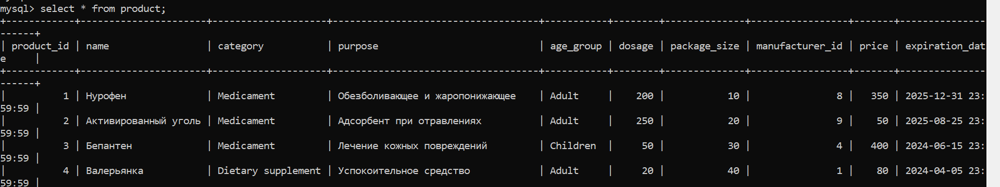 mysql> select * from product;
+------------+----------------------+-------------------+------------------------------------+-----------+--------+--------------+-----------------+-------+---------------
------+
| product_id | name                 | category          | purpose                            | age_group | dosage | package_size | manufacturer_id | price | expiration_dat
e     |
+------------+----------------------+-------------------+------------------------------------+-----------+--------+--------------+-----------------+-------+---------------
------+
|          1 | Нурофен              | Medicament        | Обезболивающее и жаропонижающее    | Adult     |    200 |           10 |               8 |   350 | 2025-12-31 23:
59:59 |
|          2 | Активированный уголь | Medicament        | Адсорбент при отравлениях          | Adult     |    250 |           20 |               9 |    50 | 2025-08-25 23:
59:59 |
|          3 | Бепантен             | Medicament        | Лечение кожных повреждений         | Children  |     50 |           30 |               4 |   400 | 2024-06-15 23:
59:59 |
|          4 | Валерьянка           | Dietary supplement | Успокоительное средство            | Adult     |     20 |           40 |               1 |    80 | 2024-04-05 23:
59:59 |